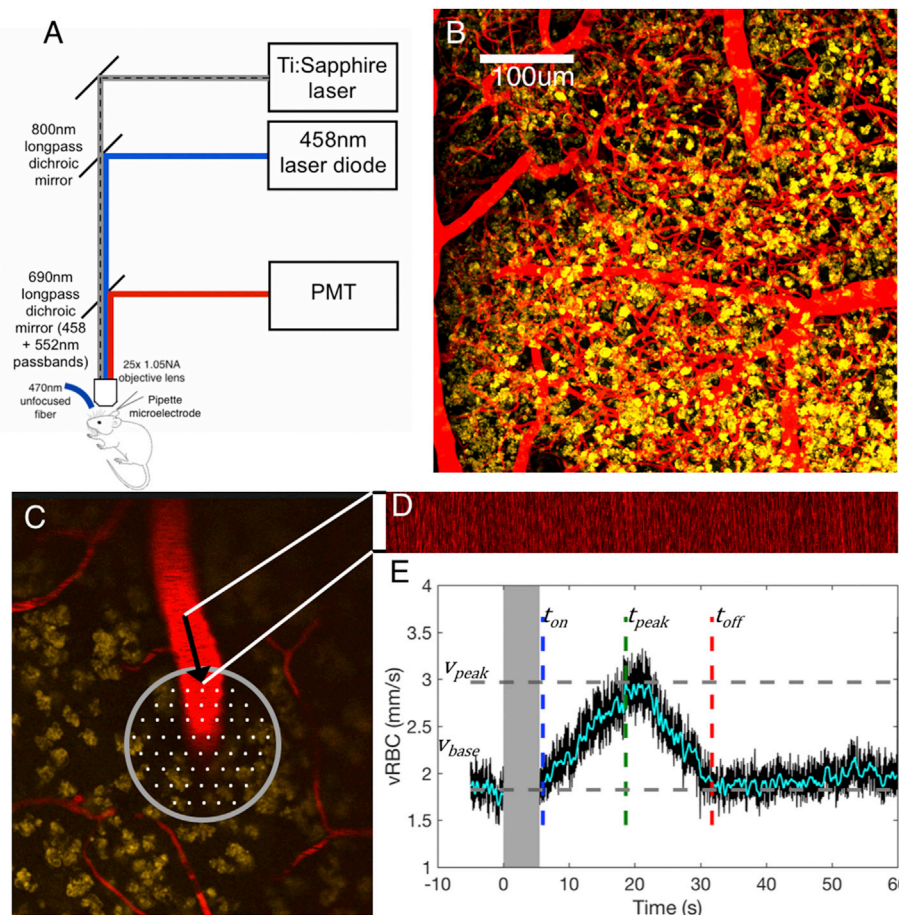 A
Ti:Sapphire
laser
800nm
longpass
dichroic
mirror
458nm
laser diode
690nm
longpass
dichroic
mirror (458
+ 552nm
passbands)
PMT
25x 1.05NA
objective lens
470nm
unfocused
fiber
Pipette
microelectrode
B
100um
C
D
E
4
3.5
3
2.5
2
1.5
1
vRBC (mm/s)
t_on
t_peak
t_off
v_peak
v_base
-10 0 10 20 30 40 50 60
Time (s)